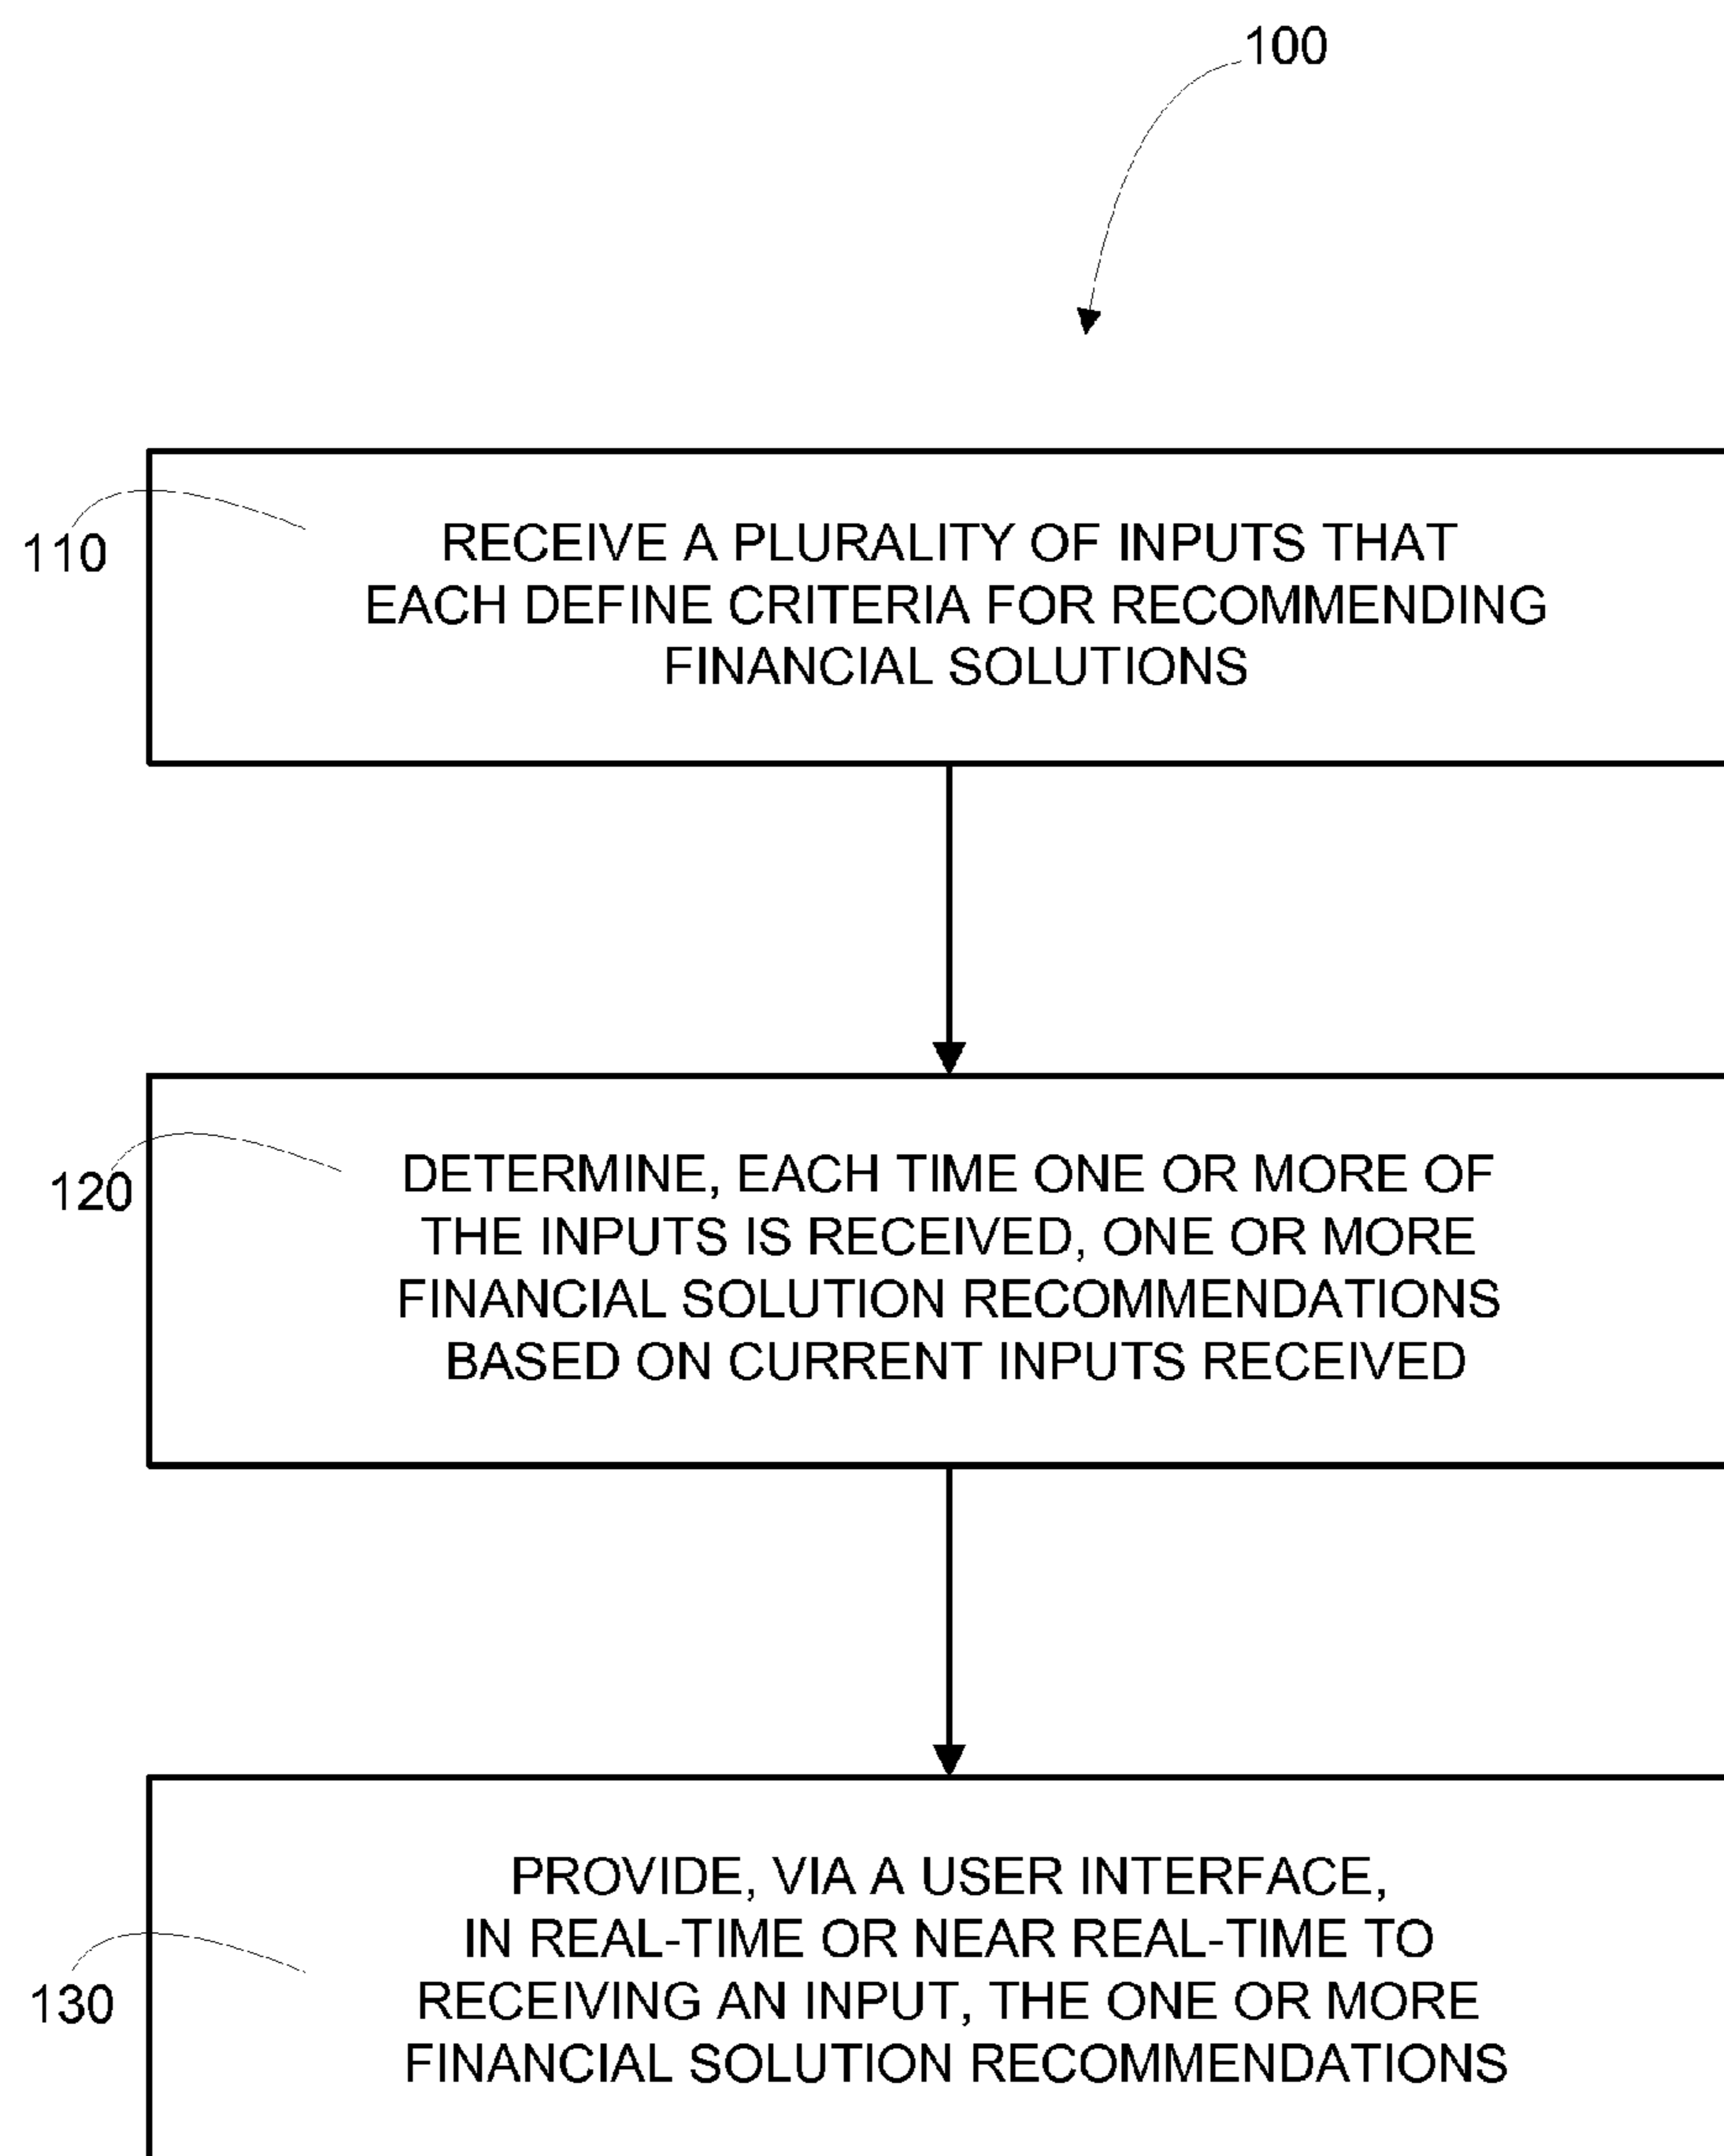 100
110
RECEIVE A PLURALITY OF INPUTS THAT
EACH DEFINE CRITERIA FOR RECOMMENDING
FINANCIAL SOLUTIONS
120
DETERMINE, EACH TIME ONE OR MORE OF
THE INPUTS IS RECEIVED, ONE OR MORE
FINANCIAL SOLUTION RECOMMENDATIONS
BASED ON CURRENT INPUTS RECEIVED
130
PROVIDE, VIA A USER INTERFACE,
IN REAL-TIME OR NEAR REAL-TIME TO
RECEIVING AN INPUT, THE ONE OR MORE
FINANCIAL SOLUTION RECOMMENDATIONS